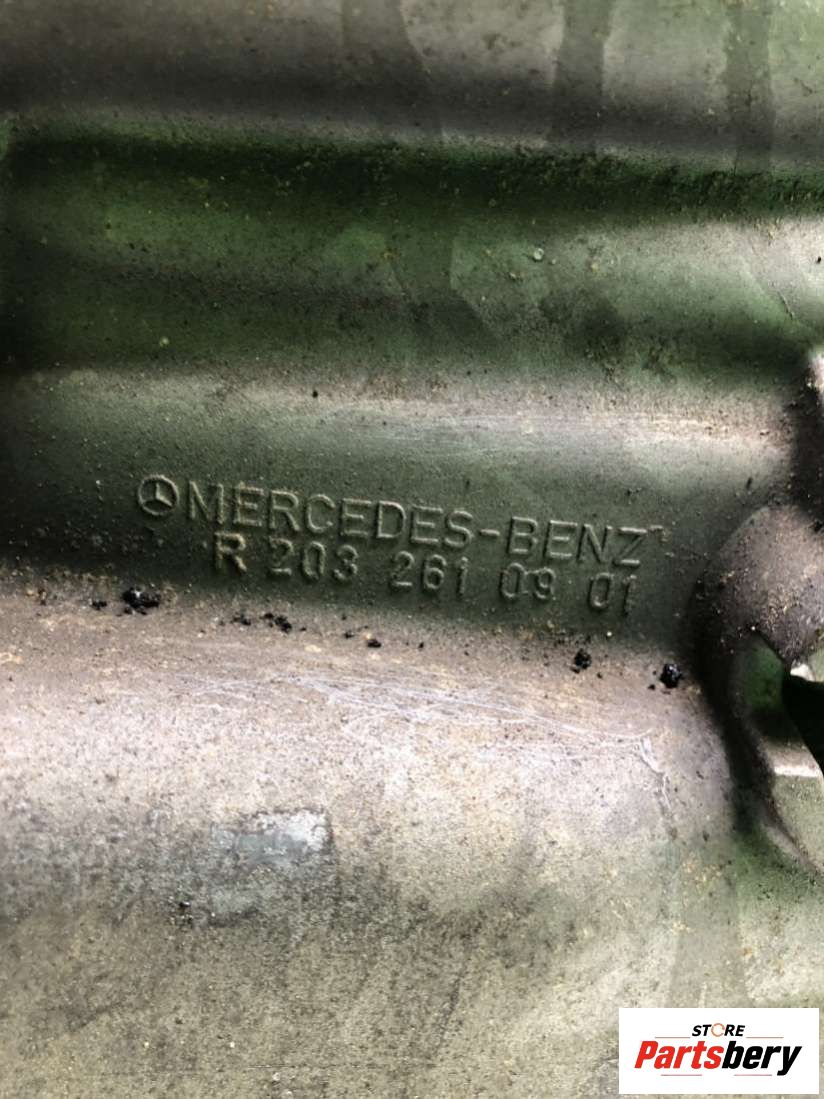 MERCEDES-BENZ
R 203 261 09 01
STORE
Partsbery